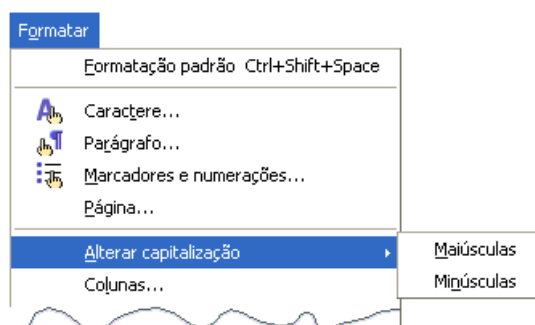 Formatar
Formatação padrão Ctrl+Shift+Space
Caractere...
Parágrafo...
Marcadores e numerações...
Página...
Alterar capitalização
Maiúsculas
Minúsculas
Colunas...